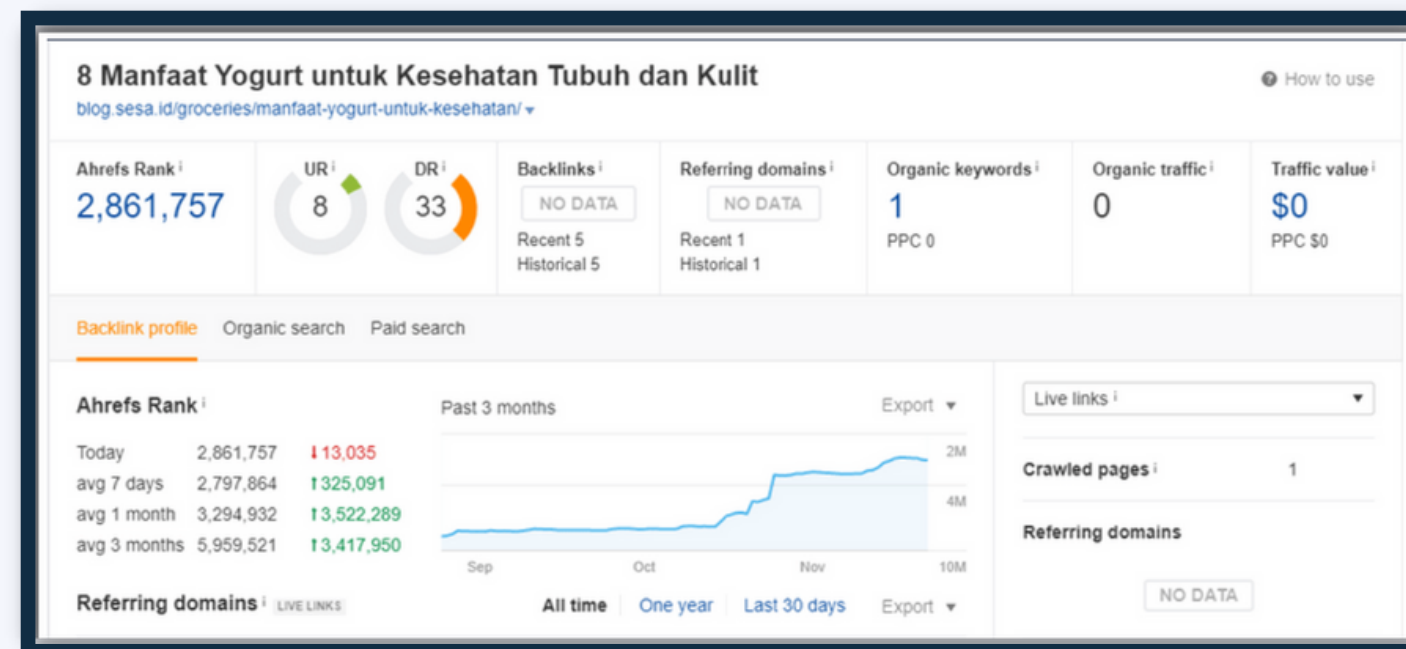 8 Manfaat Yogurt untuk Kesehatan Tubuh dan Kulit
How to use
blog.sesa.id/groceries/manfaat-yogurt-untuk-kesehatan/
Ahrefs Rank
2,861,757
UR
8
DR
33
Backlinks
NO DATA
Recent 5
Historical 5
Referring domains
NO DATA
Recent 1
Historical 1
Organic keywords
1
PPC 0
Organic traffic
0
Traffic value
$0
PPC $0
Backlink profile Organic search Paid search
Ahrefs Rank
Today 2,861,757 13,035
avg 7 days 2,797,864 325,091
avg 1 month 3,294,932 3,522,289
avg 3 months 5,959,521 3,417,950
Past 3 months Export
2M
4M
10M
Sep Oct Nov
Referring domains LIVE LINKS
All time One year Last 30 days Export
Live links
Crawled pages 1
Referring domains
NO DATA